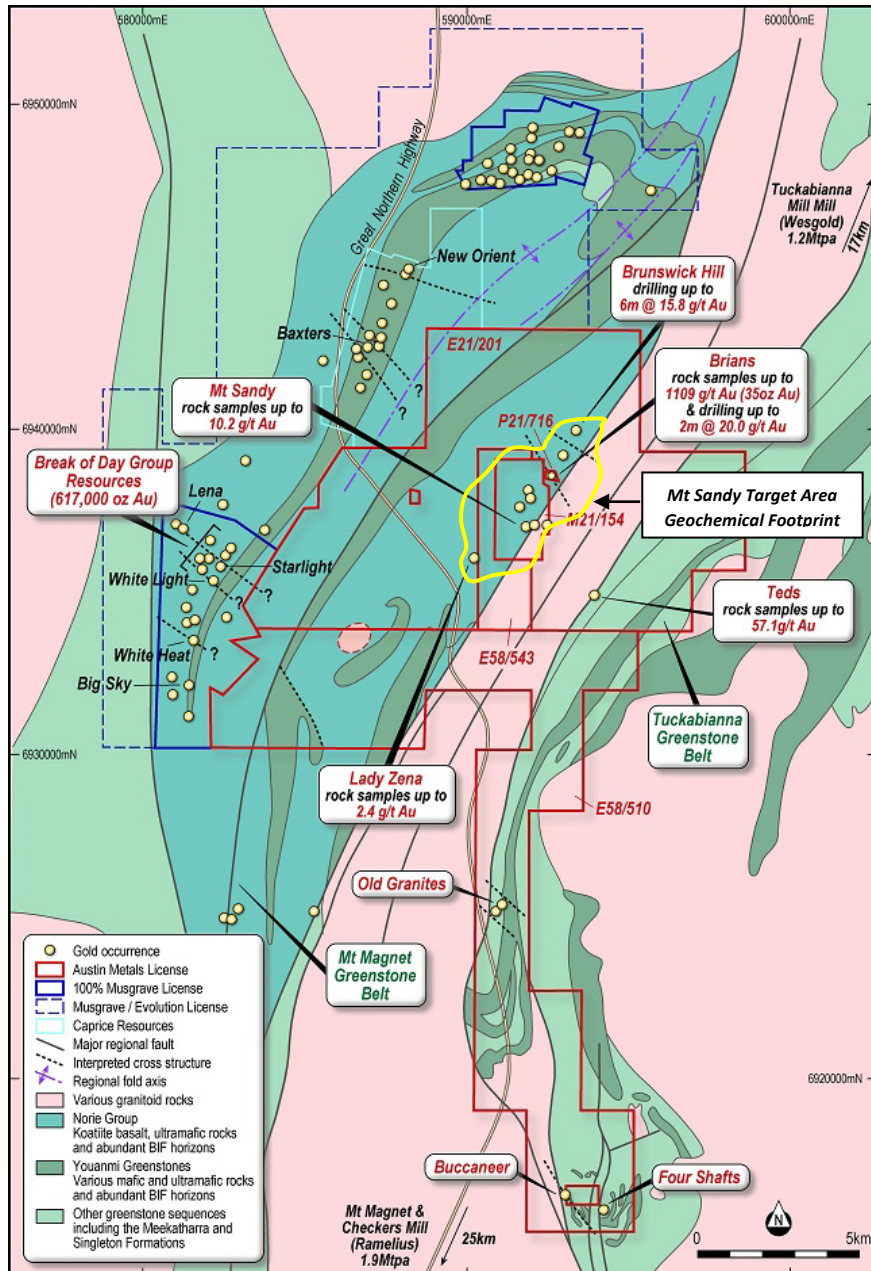 580000mE
590000mE
600000mE
6950000mN
Great Northern Highway
Tuckabianna
Mill Mill
(Wesgold)
1.2Mtpa
17km
New Orient
Brunswick Hill
drilling up to
6m @ 15.8 g/t Au
Baxters
E21/201
?
?
Mt Sandy
rock samples up to
10.2 g/t Au
Brians
rock samples up to
1109 g/t Au (35oz Au)
& drilling up to
2m @ 20.0 g/t Au
6940000mN
P21/716
Break of Day Group
Resources
(617,000 oz Au)
Lena
Mt Sandy Target Area
Geochemical Footprint
M21/154
Starlight
White Light
?
?
?
Teds
rock samples up to
57.1g/t Au
White Heat
?
E58/543
Big Sky
Tuckabianna
Greenstone
Belt
6930000mN
Lady Zena
rock samples up to
2.4 g/t Au
E58/510
Old Granites
Mt Magnet
Greenstone
Belt
Gold occurrence
Austin Metals License
100% Musgrave License
Musgrave / Evolution License
Caprice Resources
Major regional fault
Interpreted cross structure
Regional fold axis
Various granitoid rocks
Norie Group
Koatiite basalt, ultramafic rocks
and abundant BIF horizons
Youanmi Greenstones
Various mafic and ultramafic rocks
and abundant BIF horizons
Other greenstone sequences
including the Meekatharra and
Singleton Formations
6920000mN
Buccaneer
Four Shafts
Mt Magnet &
Checkers Mill
(Ramelius)
1.9Mtpa
25km
N
0
5km